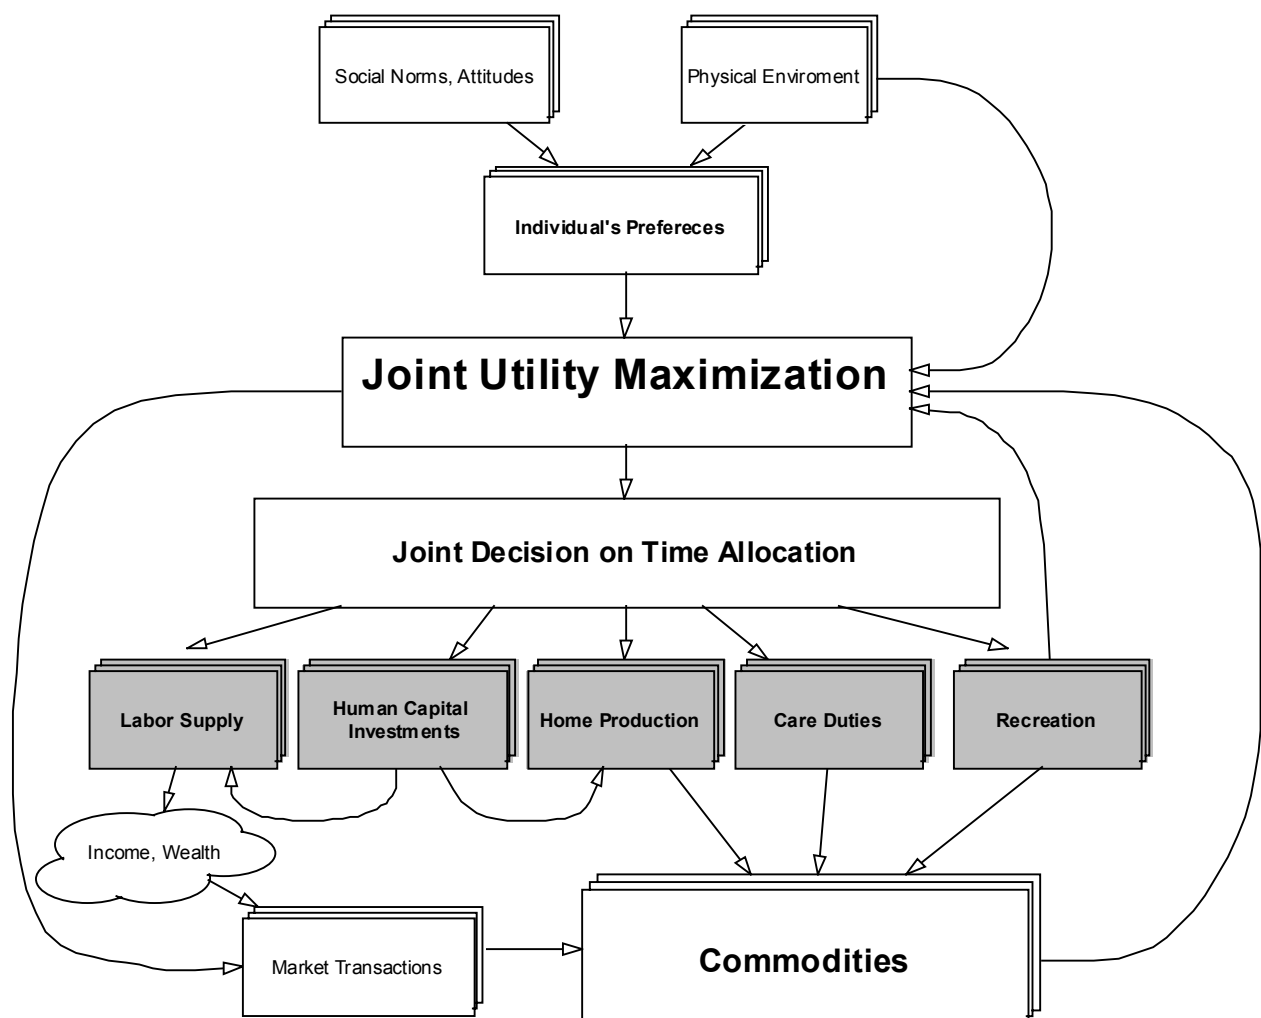 Social Norms, Attitudes
Physical Enviroment
Individual's Prefereces
Joint Utility Maximization
Joint Decision on Time Allocation
Labor Supply
Human Capital
Investments
Home Production
Care Duties
Recreation
Income, Wealth
Market Transactions
Commodities